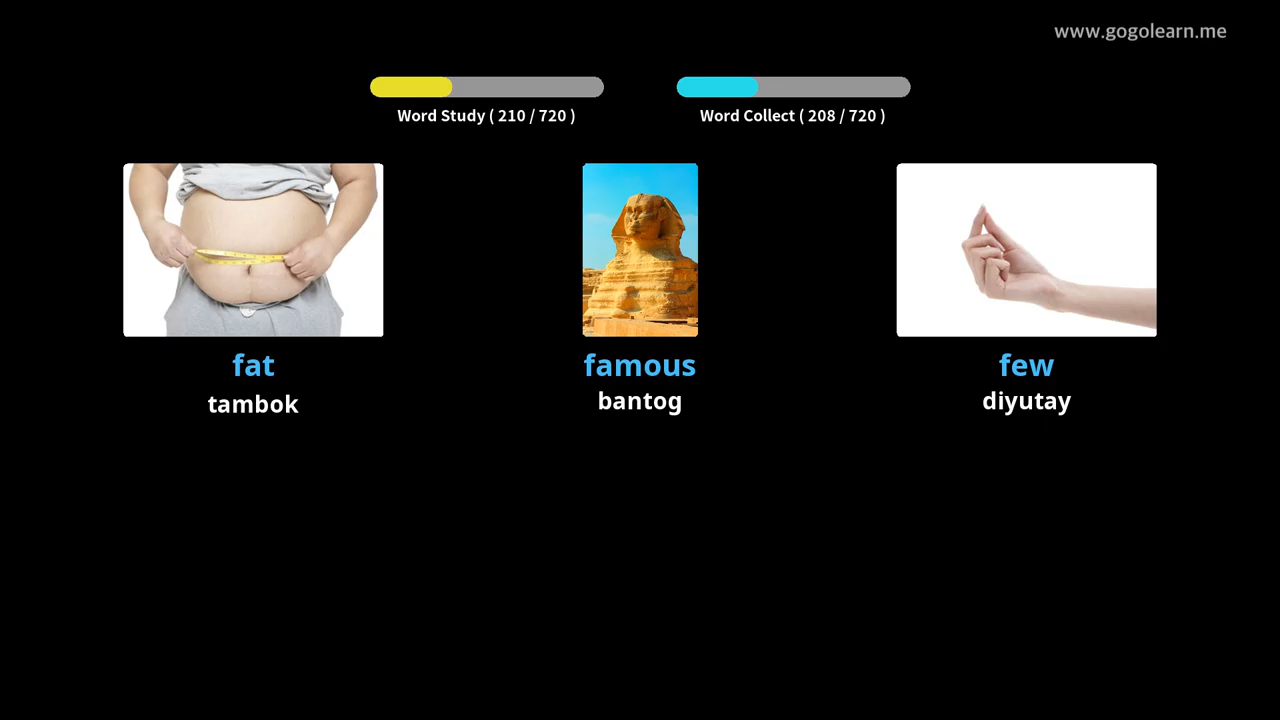 www.gogolearn.me
Word Study ( 210 / 720 )
Word Collect ( 208 / 720 )
fat
tambok
famous
bantog
few
diyutay